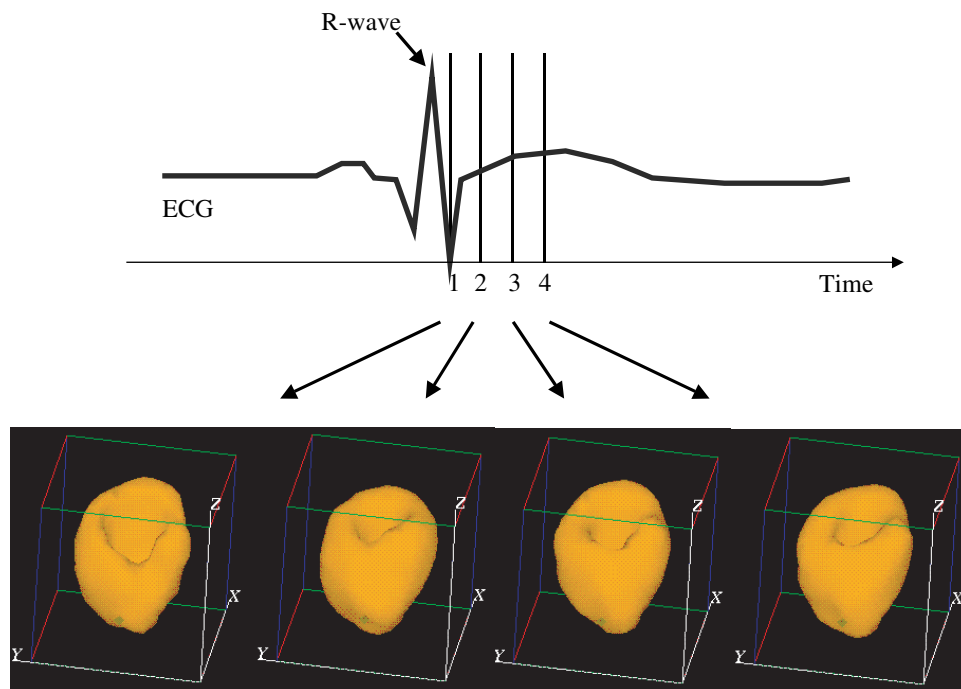 R-wave
ECG
1 2 3 4
Time
Z Z Z Z
X X X X
Y Y Y Y